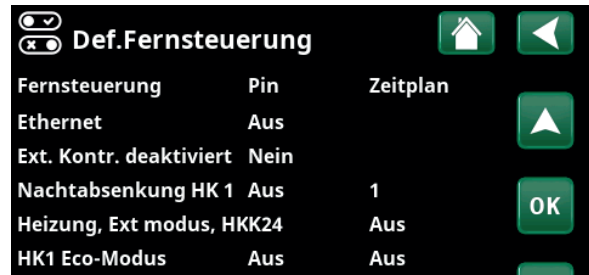 Def.Fernsteuerung
Fernsteuerung Pin Zeitplan
Ethernet Aus
Ext. Kontr. deaktiviert Nein
Nachtabsenkung HK 1 Aus 1
OK
Heizung, Ext modus, HKK24 Aus
HK1 Eco-Modus Aus Aus